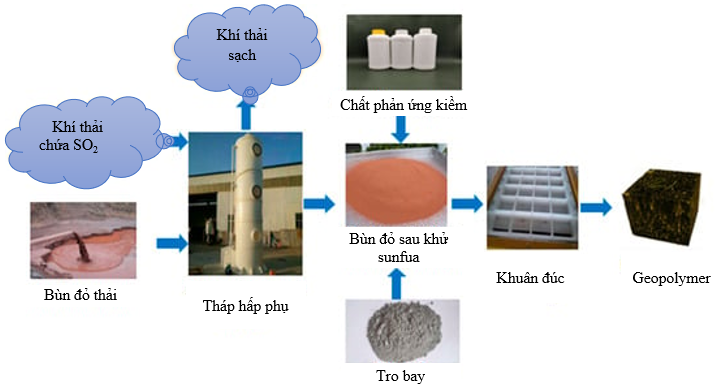 Khí thải
sạch
Khí thải
chứa SO₂
Chất phản ứng kiềm
Bùn đỏ thải
Tháp hấp phụ
Bùn đỏ sau khử
sunfua
Khuân đúc
Geopolymer
Tro bay